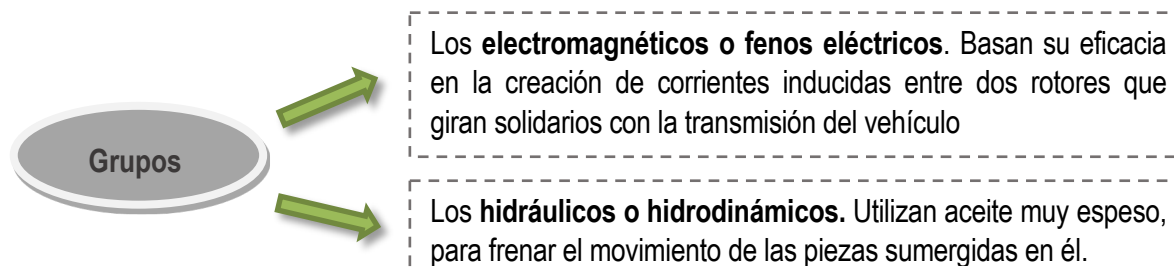 Los electromagnéticos o fenos eléctricos. Basan su eficacia
en la creación de corrientes inducidas entre dos rotores que
giran solidarios con la transmisión del vehículo
Grupos
Los hidráulicos o hidrodinámicos. Utilizan aceite muy espeso,
para frenar el movimiento de las piezas sumergidas en él.